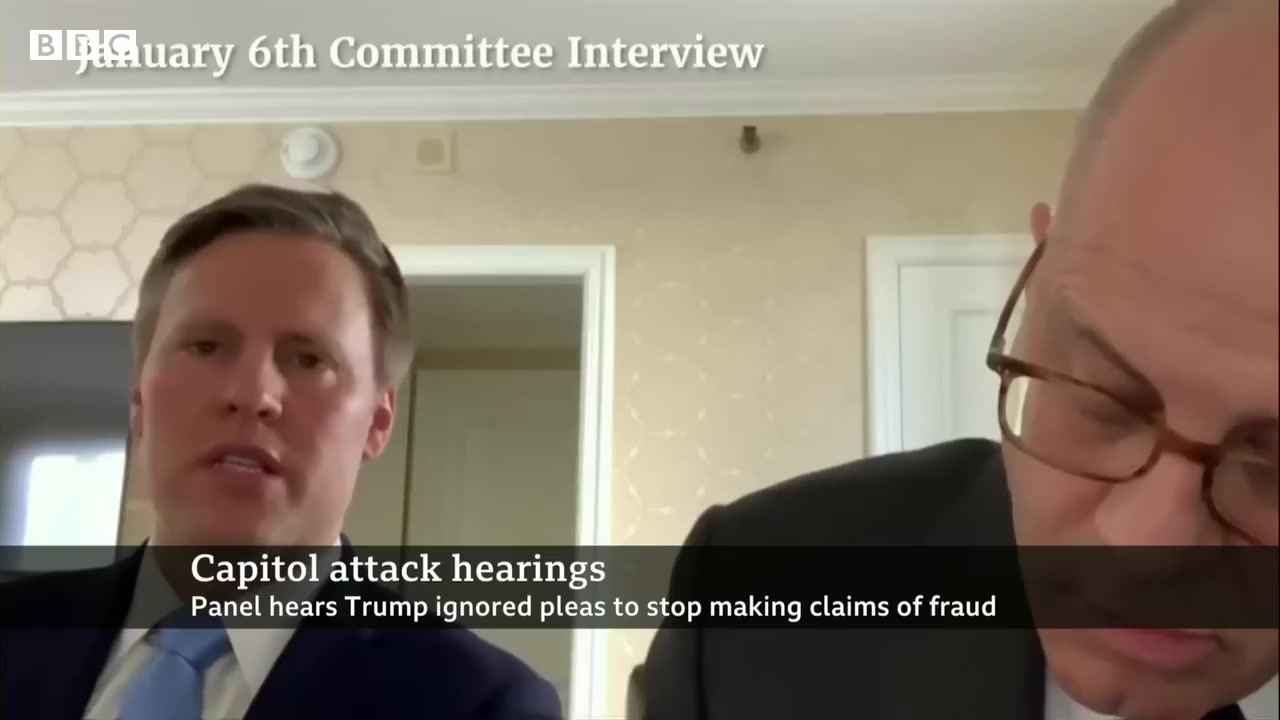 BBC
January 6th Committee Interview
Capitol attack hearings
Panel hears Trump ignored pleas to stop making claims of fraud